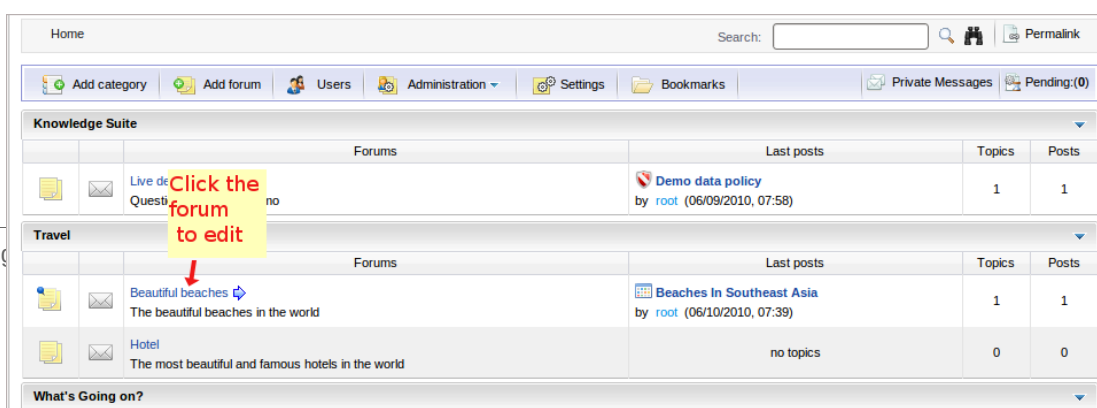 Home
Search:
Permalink
Add category Add forum Users Administration Settings Bookmarks Private Messages Pending:(0)
Knowledge Suite
Forums Last posts Topics Posts
Live Demo data policy
by root (06/09/2010, 07:58) 1 1
Click the
forum
to edit
Travel
Forums Last posts Topics Posts
Beautiful beaches Beaches In Southeast Asia
The beautiful beaches in the world by root (06/10/2010, 07:39) 1 1
Hotel
The most beautiful and famous hotels in the world no topics 0 0
What's Going on?